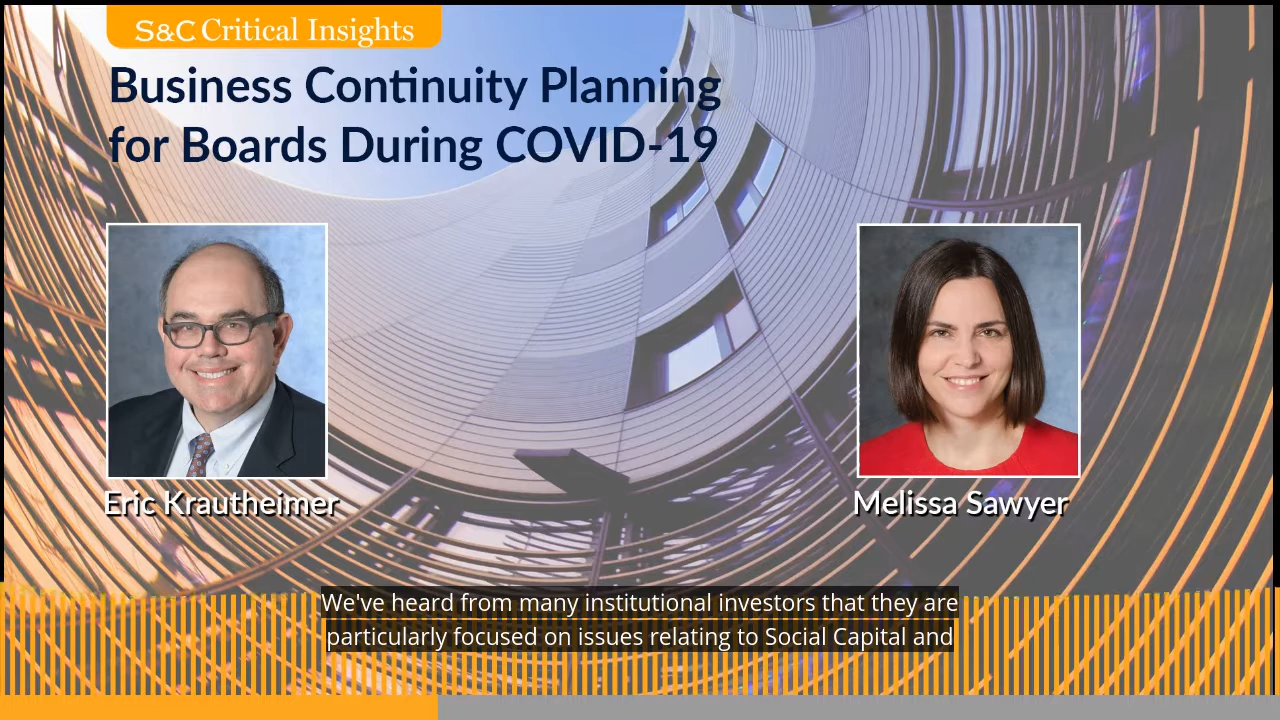 S&C Critical Insights
Business Continuity Planning
for Boards During COVID-19
Eric Krautheimer
Melissa Sawyer
We've heard from many institutional investors that they are
particularly focused on issues relating to Social Capital and